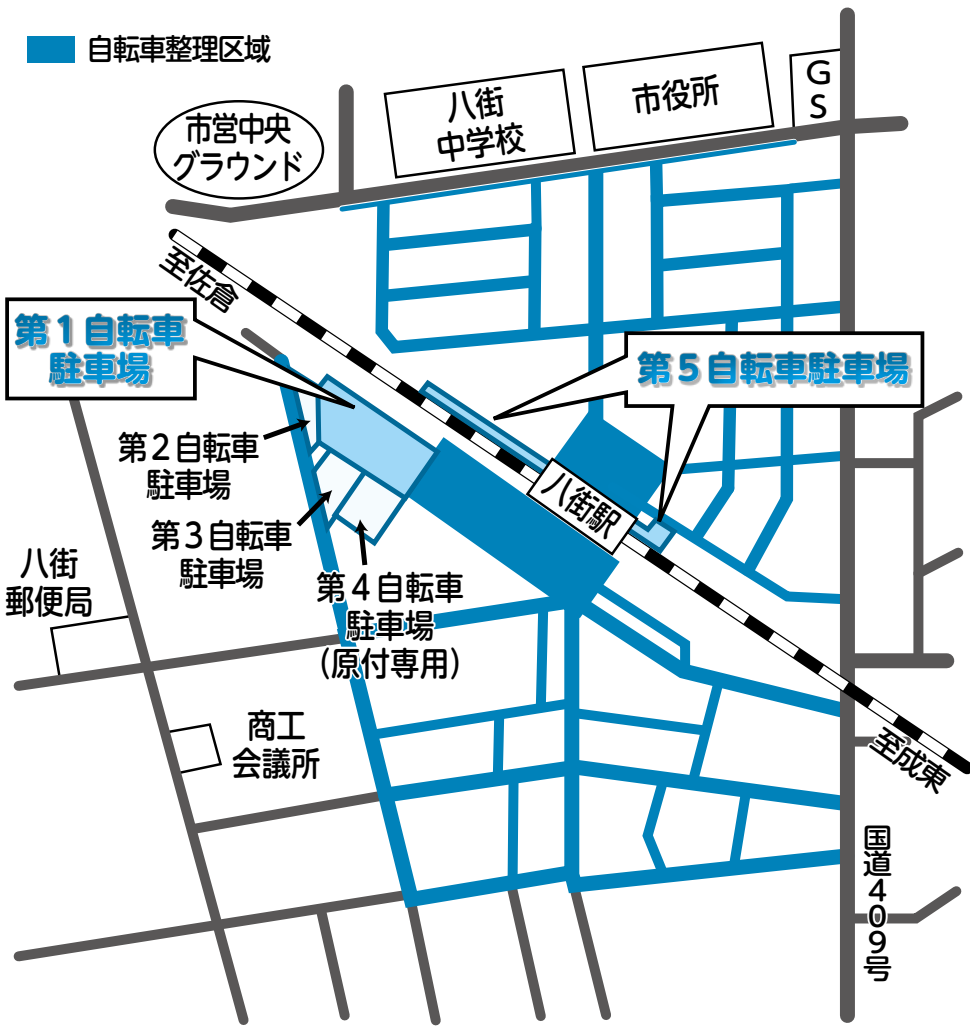 自転車整理区域
市営中央
グラウンド
八街
中学校
市役所
G
S
至佐倉
第1自転車
駐車場
第5自転車駐車場
第2自転車
駐車場
第3自転車
駐車場
八街駅
八街
郵便局
第4自転車
駐車場
(原付専用)
商工
会議所
至成東
国道409号